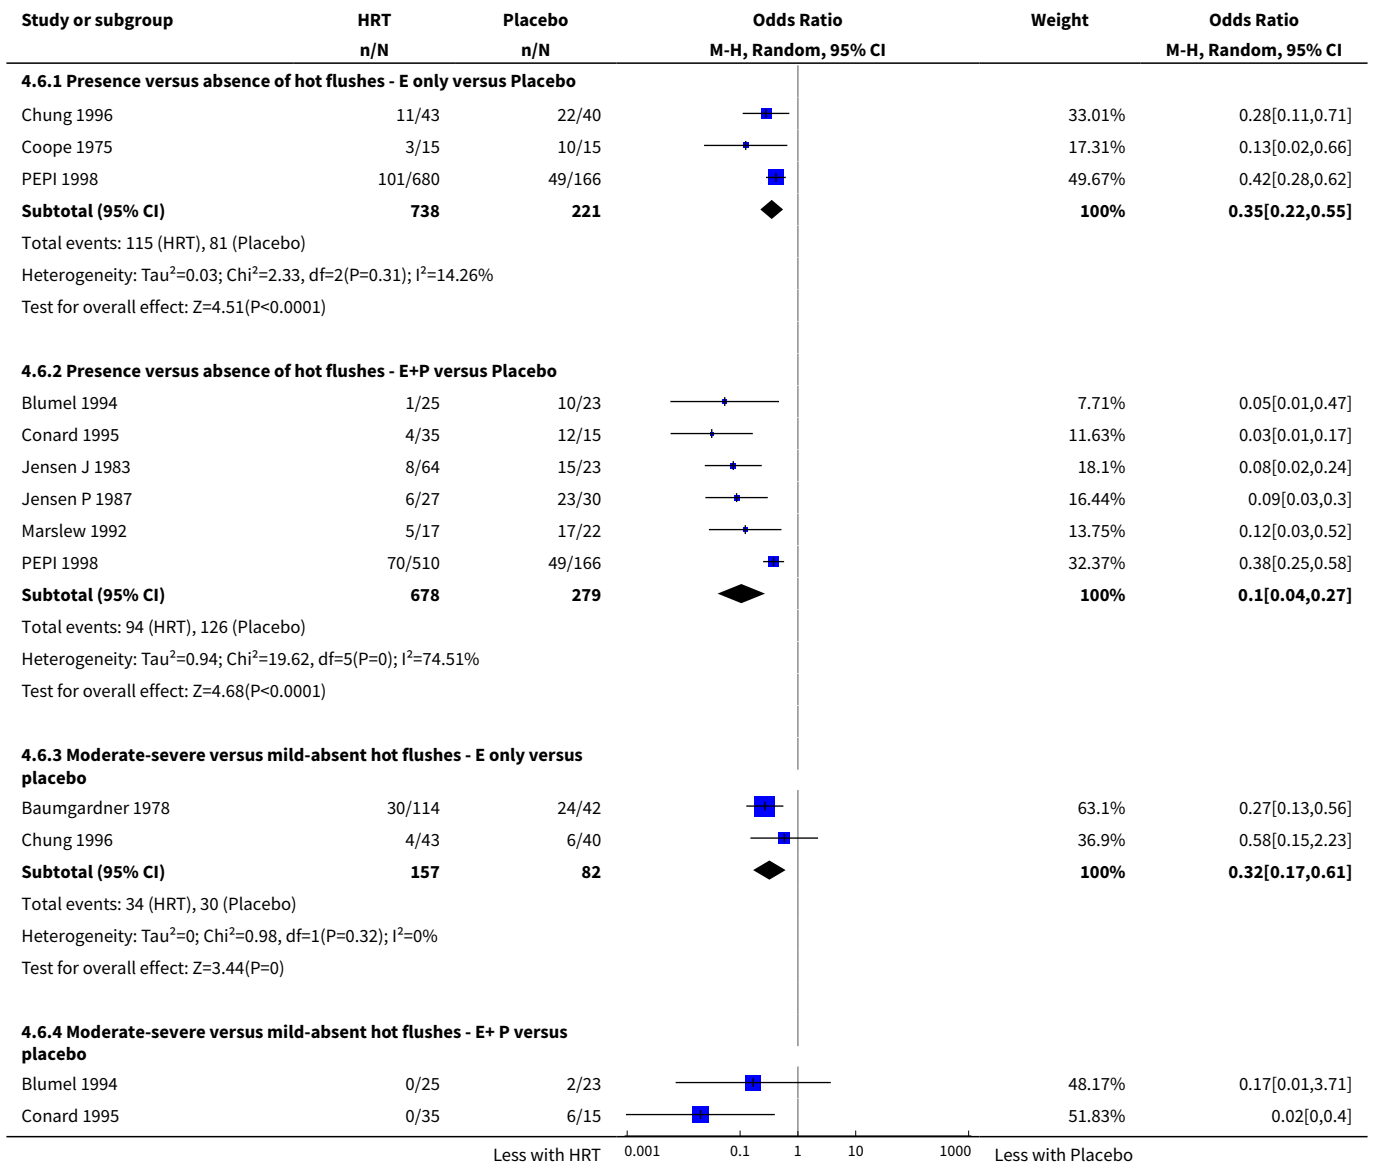 Study or subgroup HRT Placebo Odds Ratio Weight Odds Ratio
n/N n/N M-H, Random, 95% CI M-H, Random, 95% CI
4.6.1 Presence versus absence of hot flushes - E only versus Placebo
Chung 1996 11/43 22/40 33.01% 0.28[0.11,0.71]
Coope 1975 3/15 10/15 17.31% 0.13[0.02,0.66]
PEPI 1998 101/680 49/166 49.67% 0.42[0.28,0.62]
Subtotal (95% CI) 738 221 100% 0.35[0.22,0.55]
Total events: 115 (HRT), 81 (Placebo)
Heterogeneity: Tau²=0.03; Chi²=2.33, df=2(P=0.31); I²=14.26%
Test for overall effect: Z=4.51(P<0.0001)
4.6.2 Presence versus absence of hot flushes - E+P versus Placebo
Blumel 1994 1/25 10/23 7.71% 0.05[0.01,0.47]
Conard 1995 4/35 12/15 11.63% 0.03[0.01,0.17]
Jensen J 1983 8/64 15/23 18.1% 0.08[0.02,0.24]
Jensen P 1987 6/27 23/30 16.44% 0.09[0.03,0.3]
Marslew 1992 5/17 17/22 13.75% 0.12[0.03,0.52]
PEPI 1998 70/510 49/166 32.37% 0.38[0.25,0.58]
Subtotal (95% CI) 678 279 100% 0.1[0.04,0.27]
Total events: 94 (HRT), 126 (Placebo)
Heterogeneity: Tau²=0.94; Chi²=19.62, df=5(P=0); I²=74.51%
Test for overall effect: Z=4.68(P<0.0001)
4.6.3 Moderate-severe versus mild-absent hot flushes - E only versus
placebo
Baumgardner 1978 30/114 24/42 63.1% 0.27[0.13,0.56]
Chung 1996 4/43 6/40 36.9% 0.58[0.15,2.23]
Subtotal (95% CI) 157 82 100% 0.32[0.17,0.61]
Total events: 34 (HRT), 30 (Placebo)
Heterogeneity: Tau²=0; Chi²=0.98, df=1(P=0.32); I²=0%
Test for overall effect: Z=3.44(P=0)
4.6.4 Moderate-severe versus mild-absent hot flushes - E+ P versus
placebo
Blumel 1994 0/25 2/23 48.17% 0.17[0.01,3.71]
Conard 1995 0/35 6/15 51.83% 0.02[0,0.4]
Less with HRT 0.001 0.1 1 10 1000 Less with Placebo